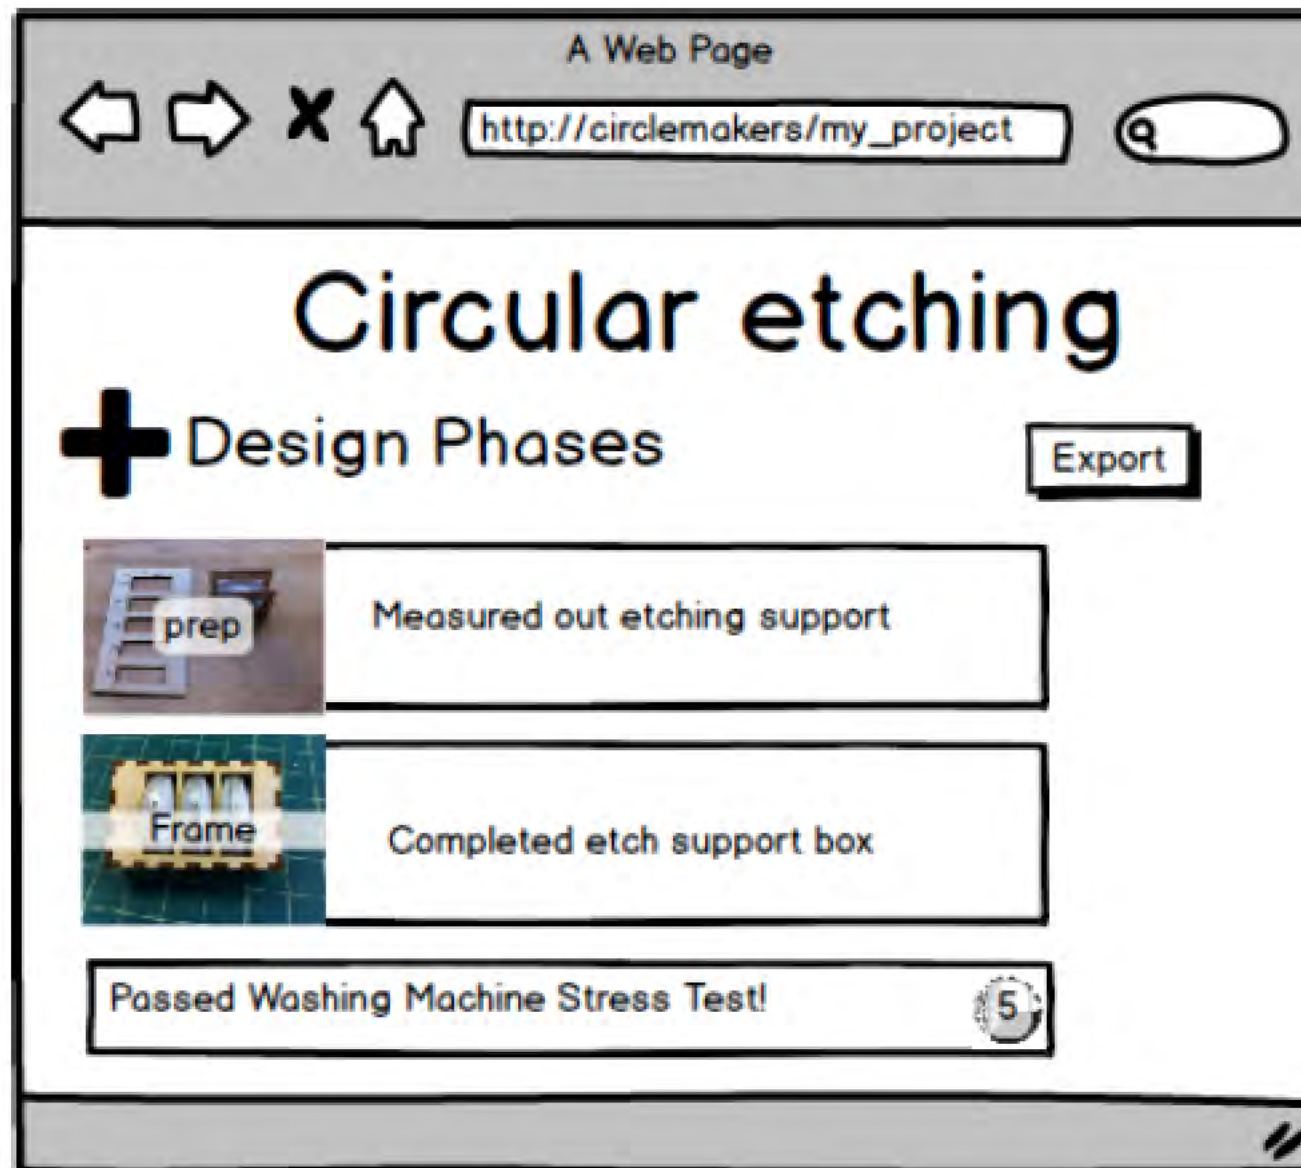 A Web Page
http://circlemakers/my_project
Circular etching
Design Phases
Export
prep
Measured out etching support
Frame
Completed etch support box
Passed Washing Machine Stress Test!
5